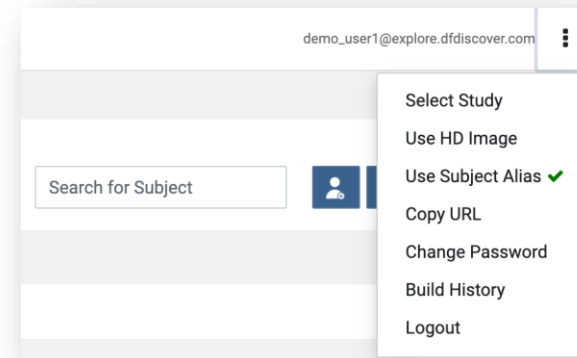 demo_user1@explore.dfdiscover.com
Select Study
Use HD Image
Search for Subject
Use Subject Alias
Copy URL
Change Password
Build History
Logout